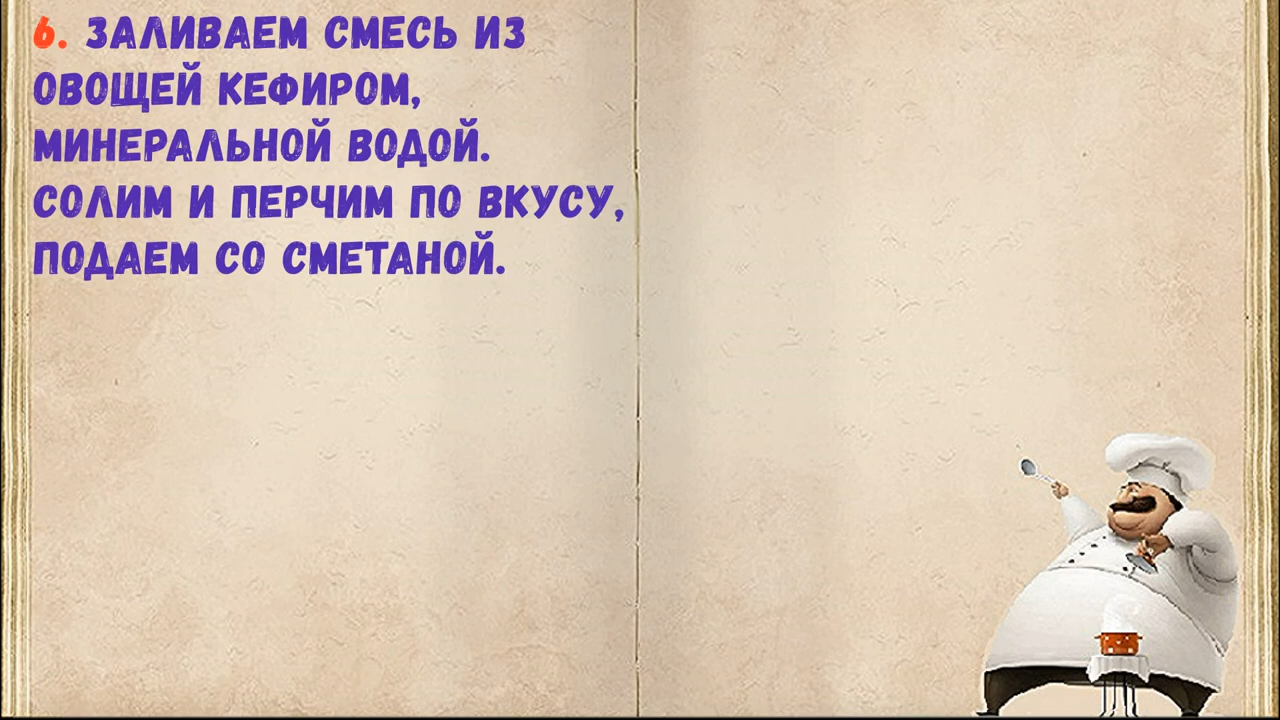 6. ЗАЛИВАЕМ СМЕСЬ ИЗ
ОВОЩЕЙ КЕФИРОМ,
МИНЕРАЛЬНОЙ ВОДОЙ.
СОЛИМ И ПЕРЧИМ ПО ВКУСУ,
ПОДАЕМ СО СМЕТАНОЙ.